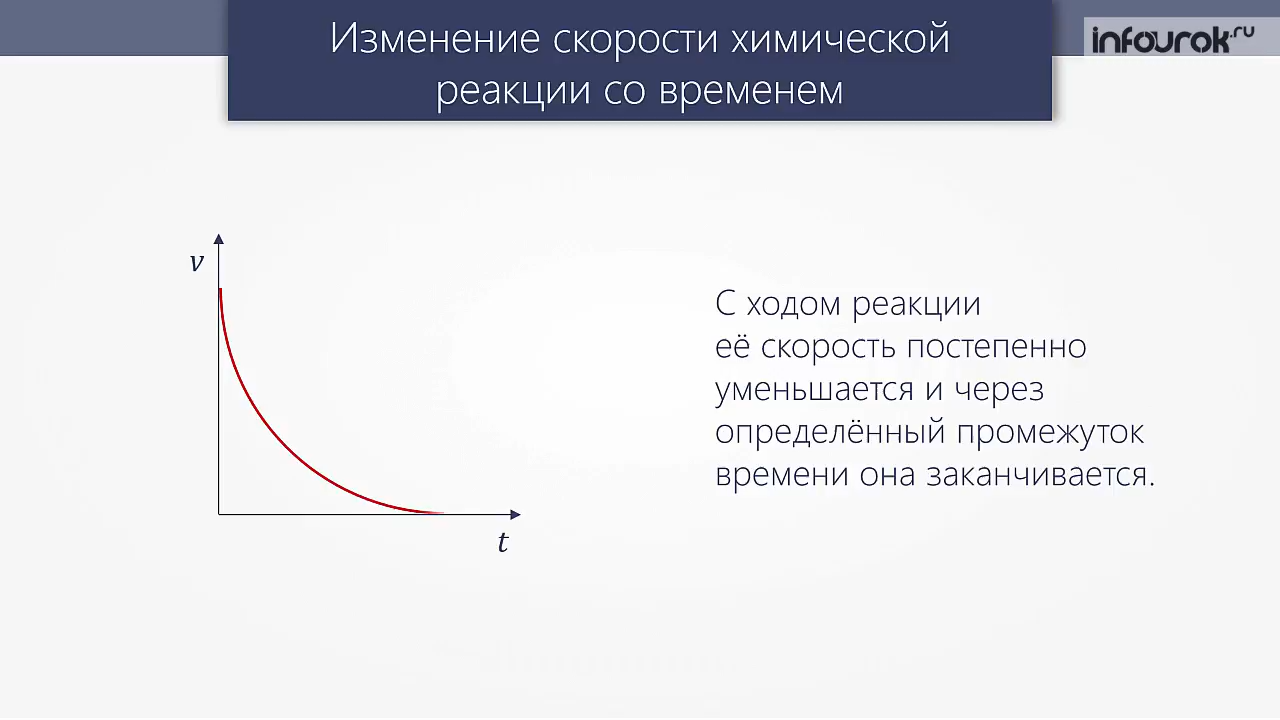 Изменение скорости химической
реакции со временем
infourok.ru
v
С ходом реакции
её скорость постепенно
уменьшается и через
определённый промежуток
времени она заканчивается.
t